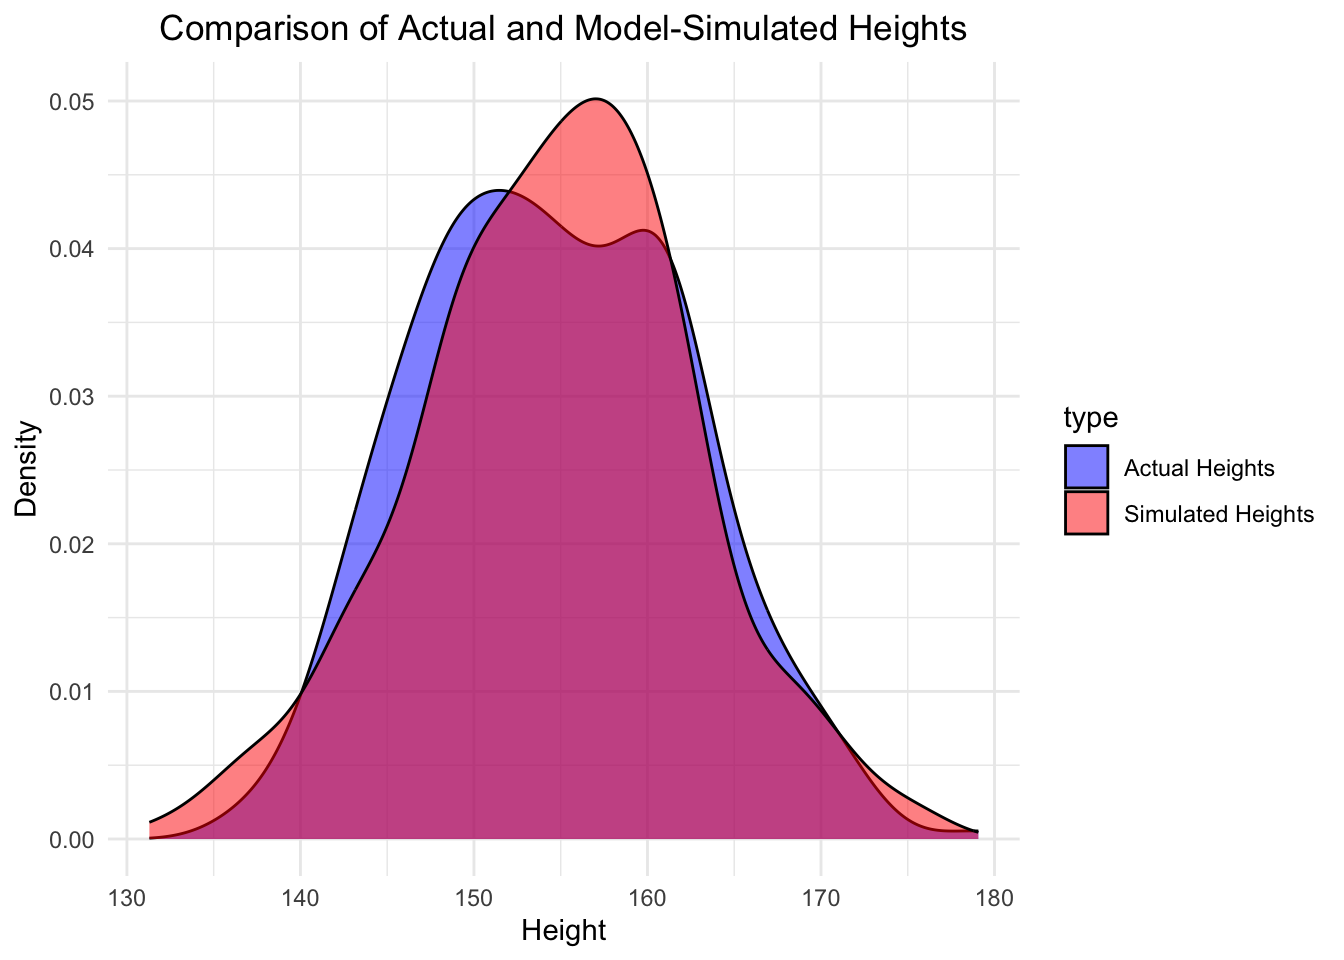 Comparison of Actual and Model-Simulated Heights
0.05
0.04
0.03
0.02
0.01
0.00
Density
130 140 150 160 170 180
Height
type
Actual Heights
Simulated Heights